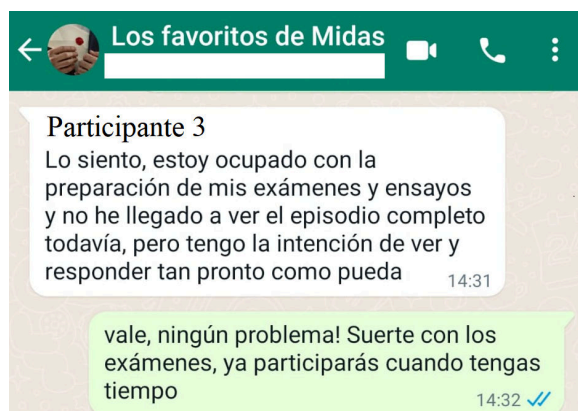 Los favoritos de Midas
Participante 3
Lo siento, estoy ocupado con la
preparación de mis exámenes y ensayos
y no he llegado a ver el episodio completo
todavía, pero tengo la intención de ver y
responder tan pronto como pueda
14:31
vale, ningún problema! Suerte con los
exámenes, ya participarás cuando tengas
tiempo
14:32